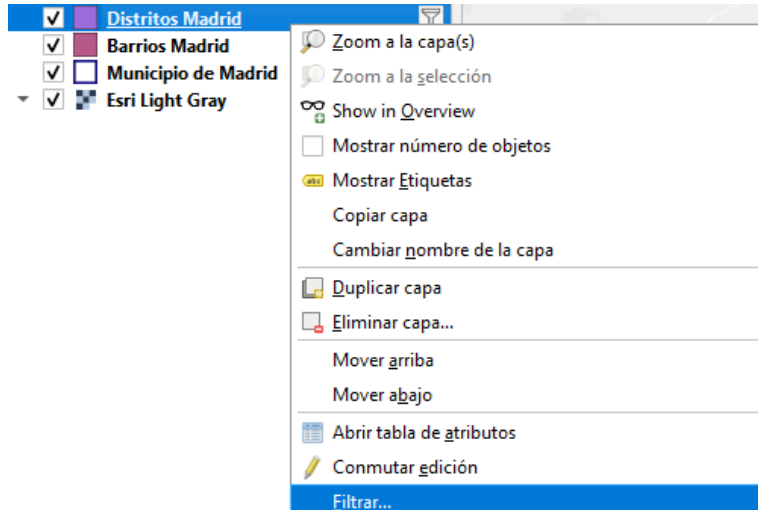 Distritos Madrid
Barrios Madrid
Municipio de Madrid
Esri Light Gray
Zoom a la capa(s)
Zoom a la selección
Show in Overview
Mostrar número de objetos
abc Mostrar Etiquetas
Copiar capa
Cambiar nombre de la capa
Duplicar capa
Eliminar capa...
Mover arriba
Mover abajo
Abrir tabla de atributos
Conmutar edición
Filtrar...